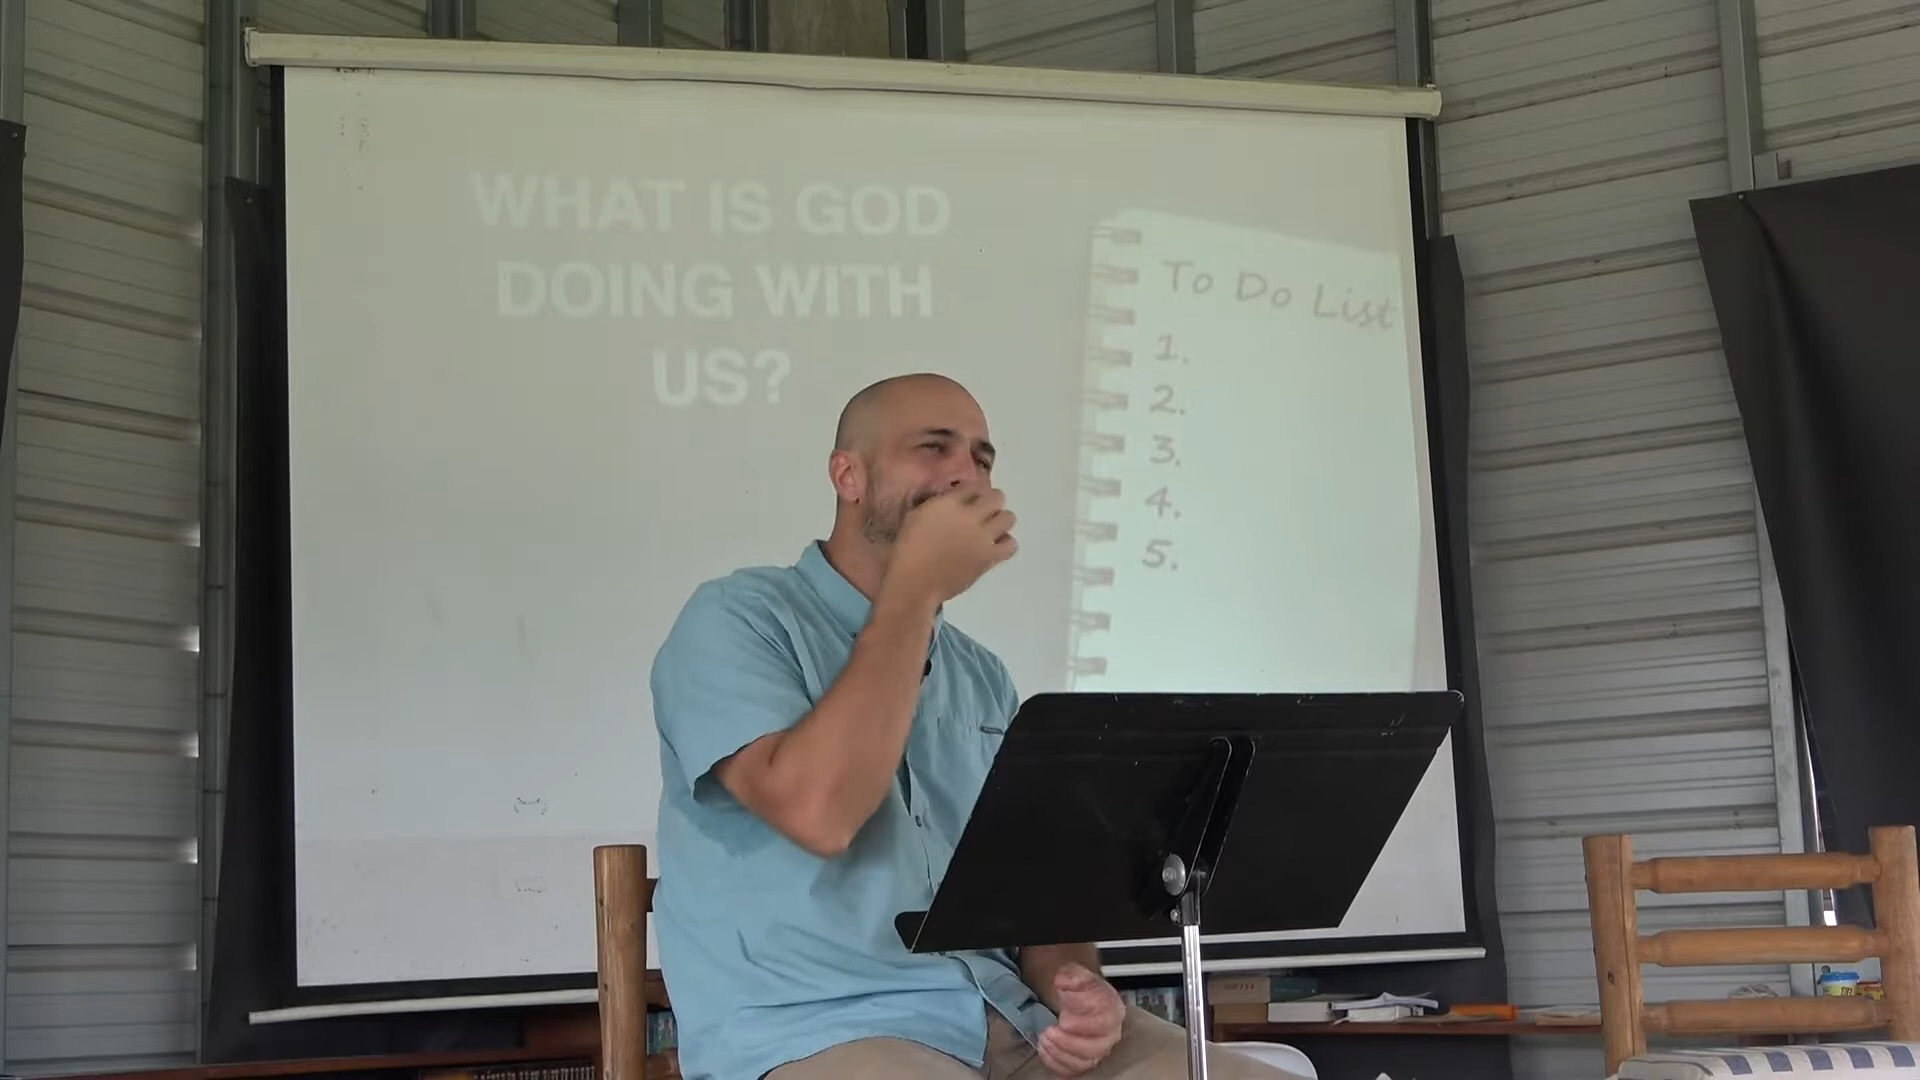 WHAT IS GOD
DOING WITH
US?
To Do List
1.
2.
3.
4.
5.